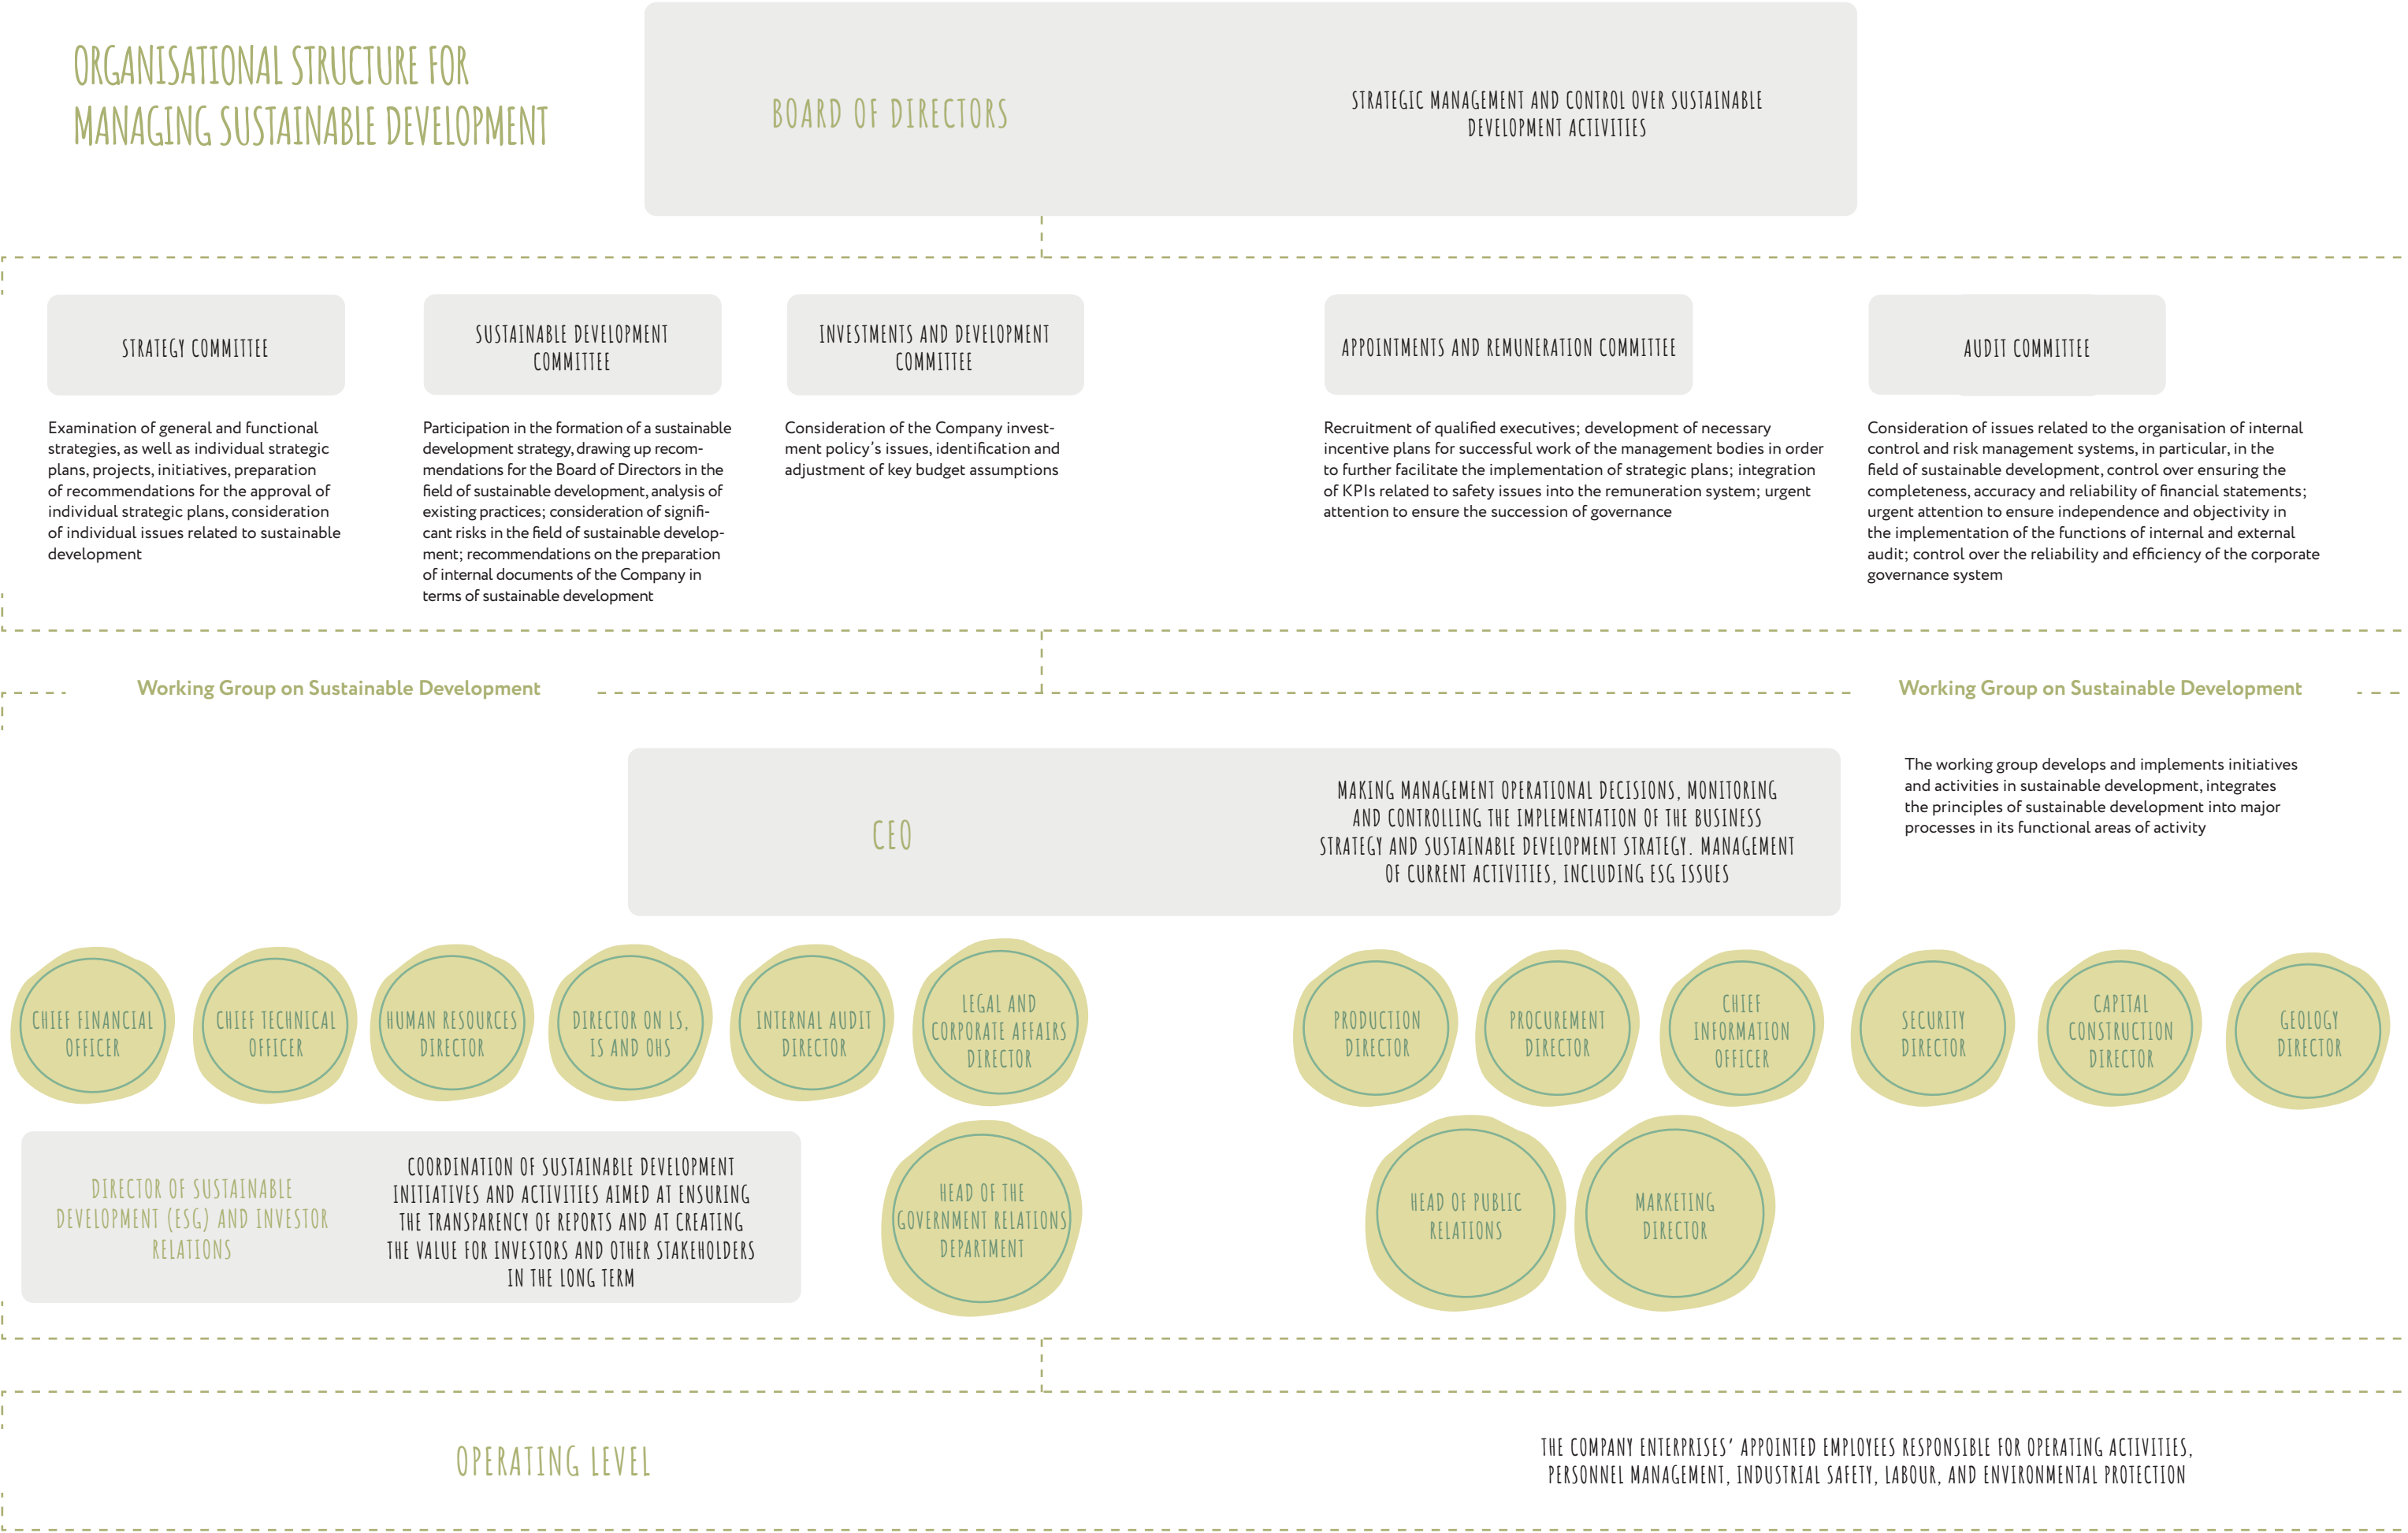 ORGANISATIONAL STRUCTURE FOR
MANAGING SUSTAINABLE DEVELOPMENT
BOARD OF DIRECTORS
STRATEGIC MANAGEMENT AND CONTROL OVER SUSTAINABLE
DEVELOPMENT ACTIVITIES
STRATEGY COMMITTEE
Examination of general and functional
strategies, as well as individual strategic
plans, projects, initiatives, preparation
of recommendations for the approval of
individual strategic plans, consideration
of individual issues related to sustainable
development
SUSTAINABLE DEVELOPMENT
COMMITTEE
Participation in the formation of a sustainable
development strategy, drawing up recom-
mendations for the Board of Directors in the
field of sustainable development, analysis of
existing practices; consideration of signifi-
cant risks in the field of sustainable develop-
ment; recommendations on the preparation
of internal documents of the Company in
terms of sustainable development
INVESTMENTS AND DEVELOPMENT
COMMITTEE
Consideration of the Company invest-
ment policy's issues, identification and
adjustment of key budget assumptions
APPOINTMENTS AND REMUNERATION COMMITTEE
Recruitment of qualified executives; development of necessary
incentive plans for successful work of the management bodies in order
to further facilitate the implementation of strategic plans; integration
of KPIs related to safety issues into the remuneration system; urgent
attention to ensure the succession of governance
AUDIT COMMITTEE
Consideration of issues related to the organisation of internal
control and risk management systems, in particular, in the
field of sustainable development, control over ensuring the
completeness, accuracy and reliability of financial statements;
urgent attention to ensure independence and objectivity in
the implementation of the functions of internal and external
audit; control over the reliability and efficiency of the corporate
governance system
Working Group on Sustainable Development
Working Group on Sustainable Development
CEO
MAKING MANAGEMENT OPERATIONAL DECISIONS, MONITORING
AND CONTROLLING THE IMPLEMENTATION OF THE BUSINESS
STRATEGY AND SUSTAINABLE DEVELOPMENT STRATEGY. MANAGEMENT
OF CURRENT ACTIVITIES, INCLUDING ESG ISSUES
The working group develops and implements initiatives
and activities in sustainable development, integrates
the principles of sustainable development into major
processes in its functional areas of activity
CHIEF FINANCIAL
OFFICER
CHIEF TECHNICAL
OFFICER
HUMAN RESOURCES
DIRECTOR
DIRECTOR ON LS,
IS AND OHS
INTERNAL AUDIT
DIRECTOR
LEGAL AND
CORPORATE AFFAIRS
DIRECTOR
PRODUCTION
DIRECTOR
PROCUREMENT
DIRECTOR
CHIEF
INFORMATION
OFFICER
SECURITY
DIRECTOR
CAPITAL
CONSTRUCTION
DIRECTOR
GEOLOGY
DIRECTOR
DIRECTOR OF SUSTAINABLE
DEVELOPMENT (ESG) AND INVESTOR
RELATIONS
COORDINATION OF SUSTAINABLE DEVELOPMENT
INITIATIVES AND ACTIVITIES AIMED AT ENSURING
THE TRANSPARENCY OF REPORTS AND AT CREATING
THE VALUE FOR INVESTORS AND OTHER STAKEHOLDERS
IN THE LONG TERM
HEAD OF THE
GOVERNMENT RELATIONS
DEPARTMENT
HEAD OF PUBLIC
RELATIONS
MARKETING
DIRECTOR
OPERATING LEVEL
THE COMPANY ENTERPRISES' APPOINTED EMPLOYEES RESPONSIBLE FOR OPERATING ACTIVITIES,
PERSONNEL MANAGEMENT, INDUSTRIAL SAFETY, LABOUR, AND ENVIRONMENTAL PROTECTION